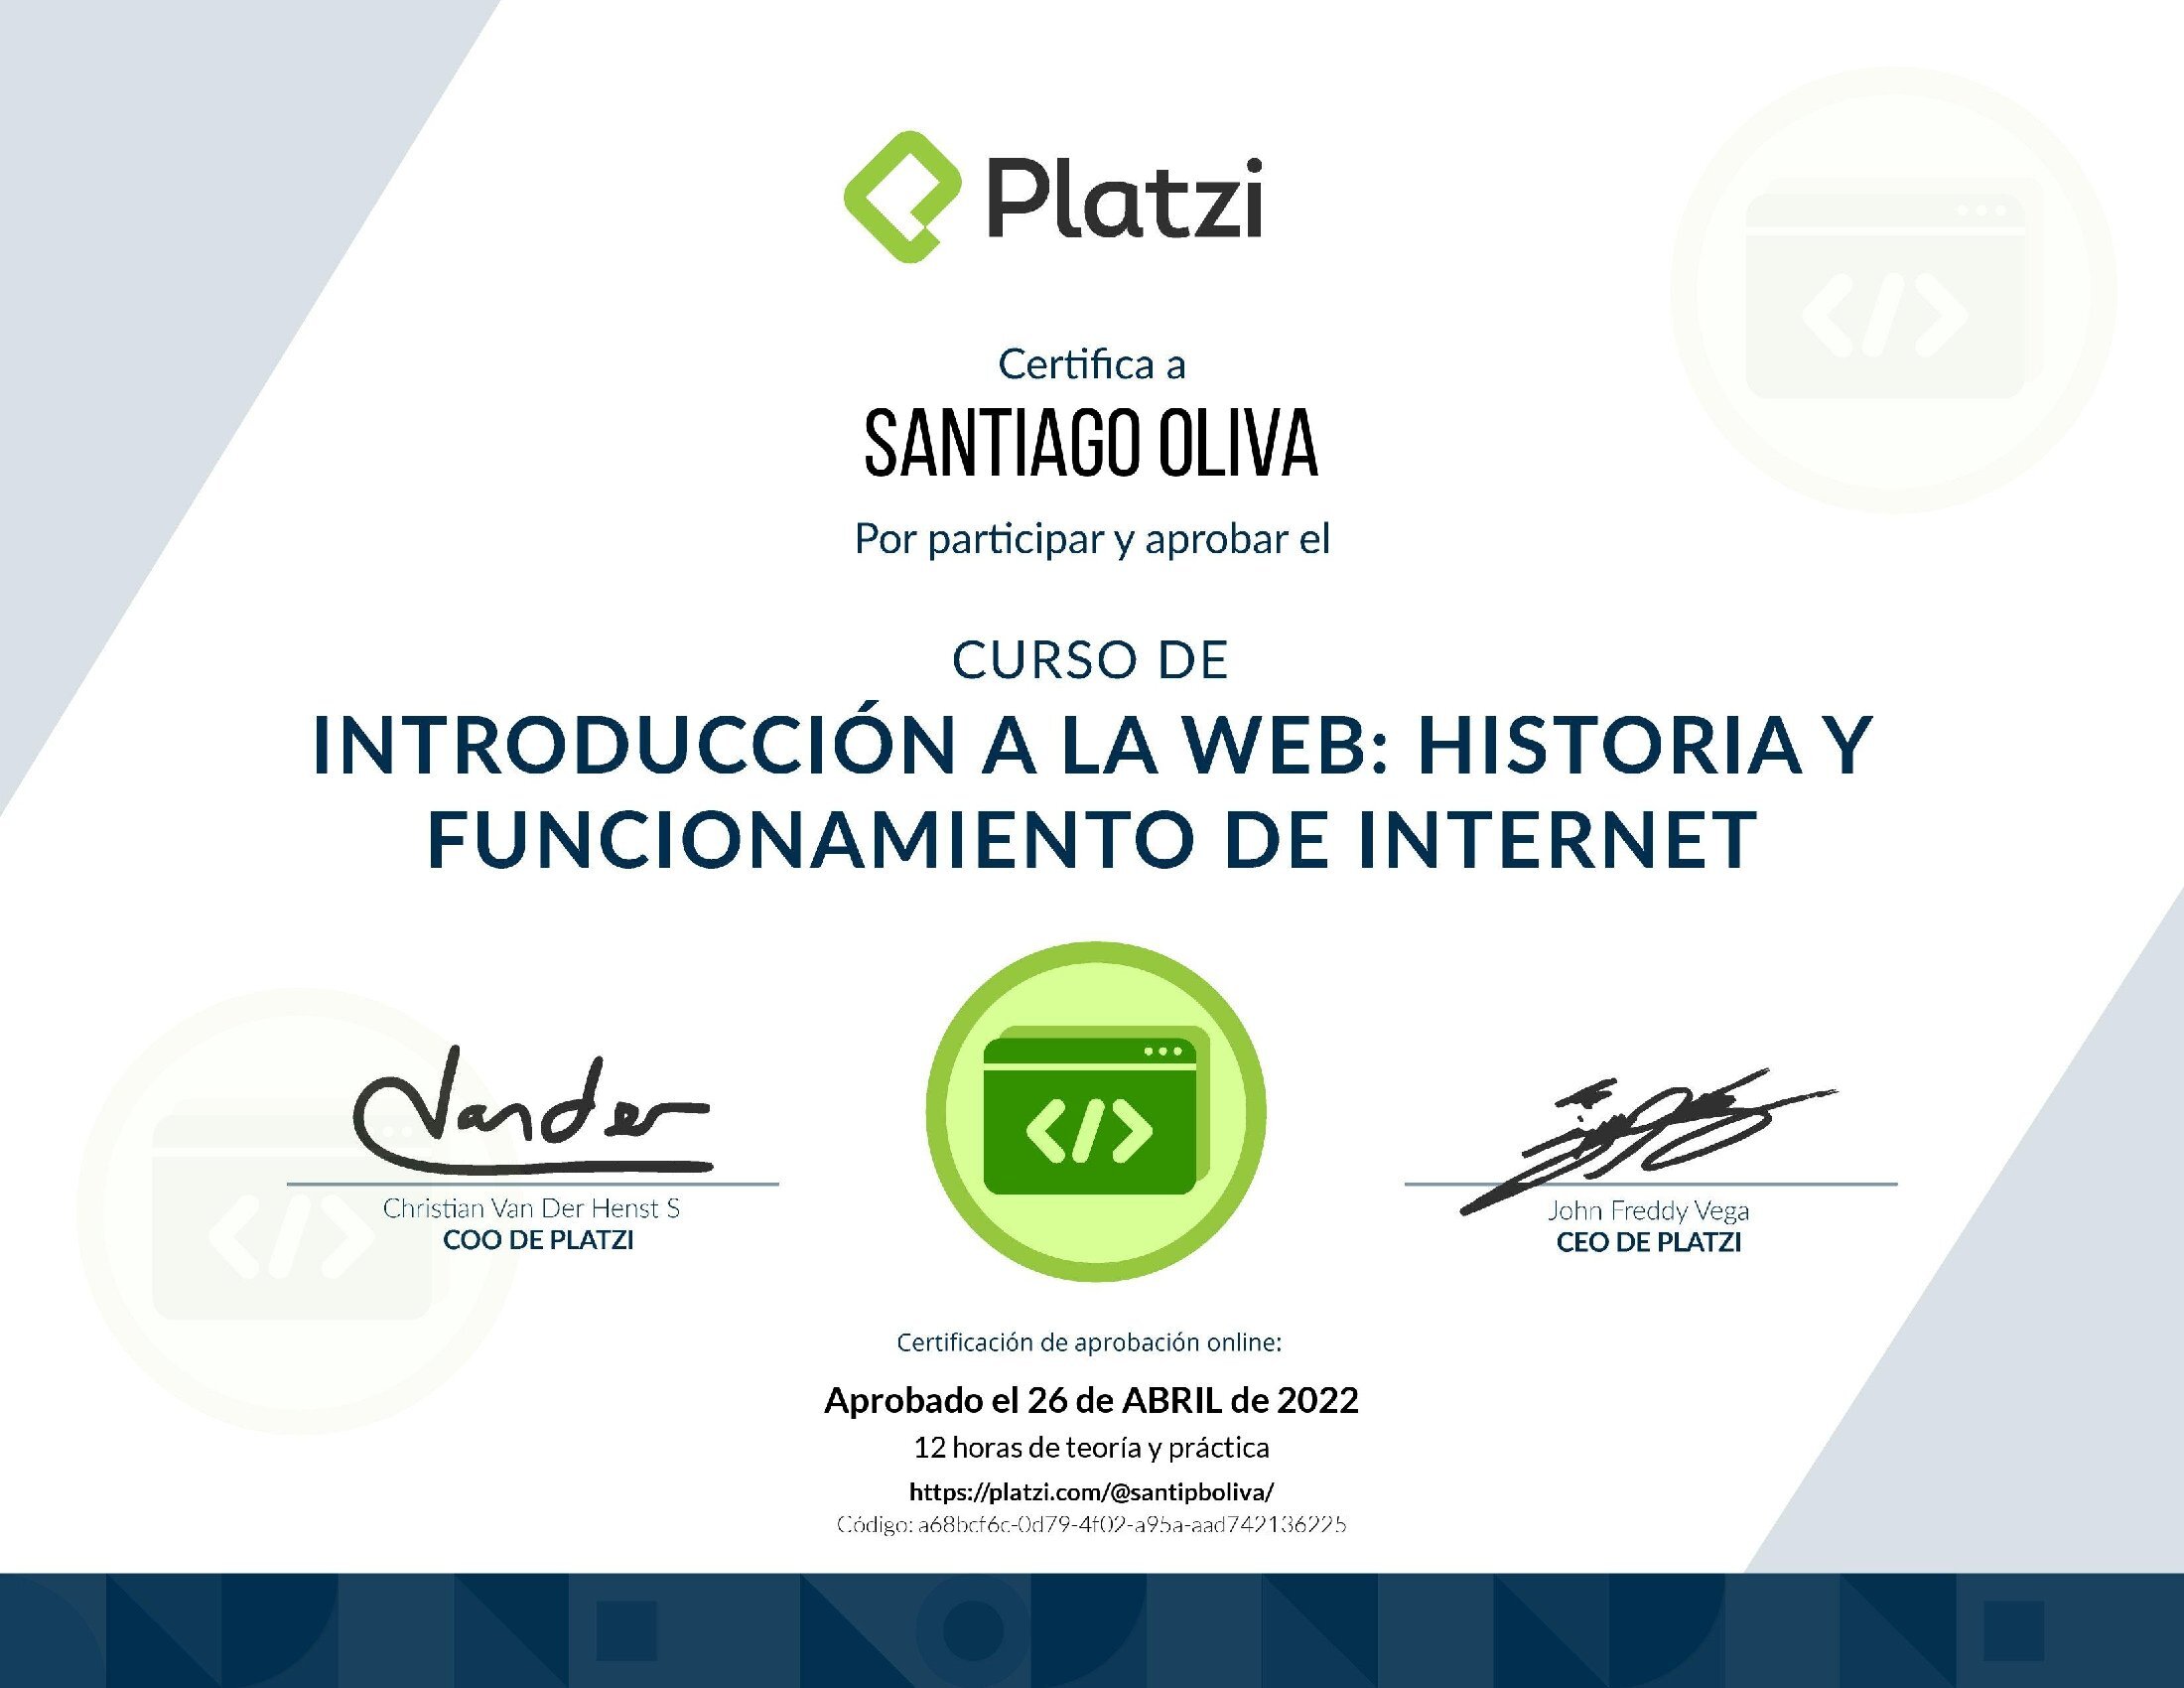 Platzi
Certifica a
SANTIAGO OLIVA
Por participar y aprobar el
CURSO DE
INTRODUCCIÓN A LA WEB: HISTORIA Y
FUNCIONAMIENTO DE INTERNET
</>
Vander
Christian Van Der Henst S
COO DE PLATZI
John Freddy Vega
CEO DE PLATZI
Certificación de aprobación online:
Aprobado el 26 de ABRIL de 2022
12 horas de teoría y práctica
https://platzi.com/@santipboliva/
Código: a68bcf6c-0d79-4f02-a95a-aad742136225